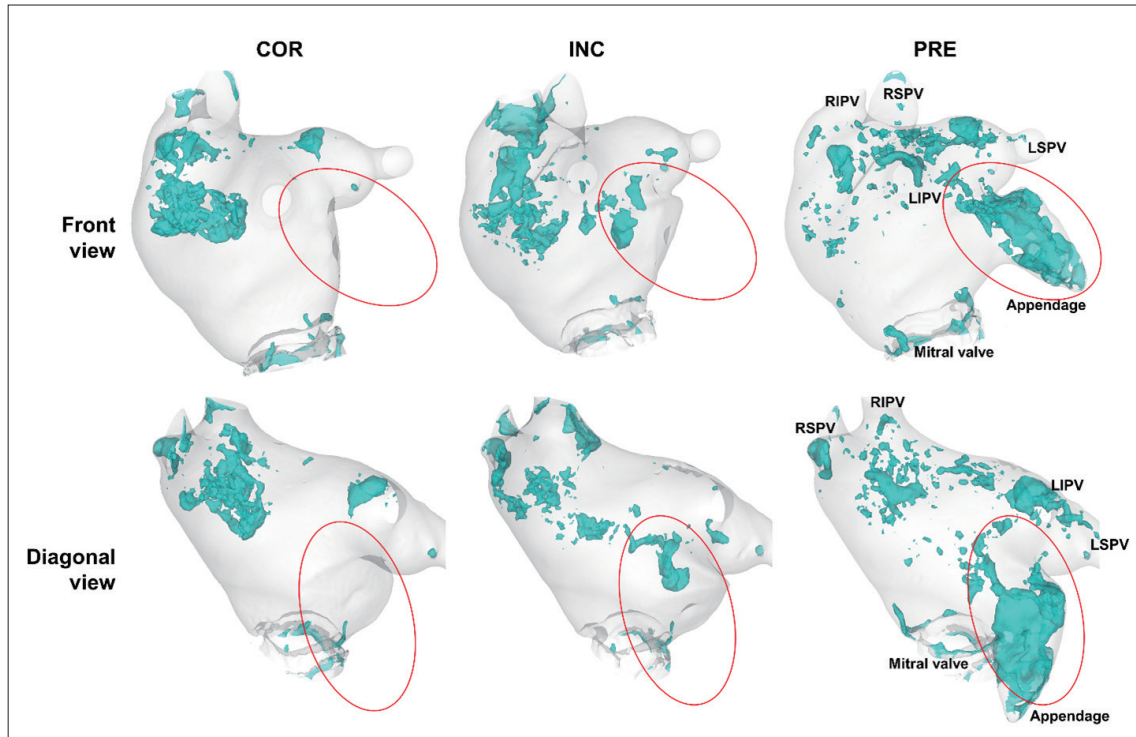 COR
INC
PRE
RIPV
RSPV
LSPV
LIPV
Front
view
Appendage
Mitral valve
RIPV
RSPV
LIPV
LSPV
Diagonal
view
Mitral valve
Appendage